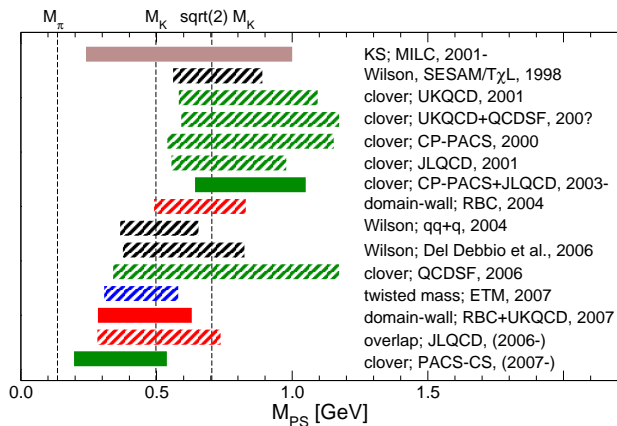 M_π M_K sqrt(2) M_K
KS; MILC, 2001-
Wilson, SESAM/TχL, 1998
clover; UKQCD, 2001
clover; UKQCD+QCDSF, 200?
clover; CP-PACS, 2000
clover; JLQCD, 2001
clover; CP-PACS+JLQCD, 2003-
domain-wall; RBC, 2004
Wilson; qq+q, 2004
Wilson; Del Debbio et al., 2006
clover; QCDSF, 2006
twisted mass; ETM, 2007
domain-wall; RBC+UKQCD, 2007
overlap; JLQCD, (2006-)
clover; PACS-CS, (2007-)
0.0 0.5 1.0 1.5
M_PS [GeV]